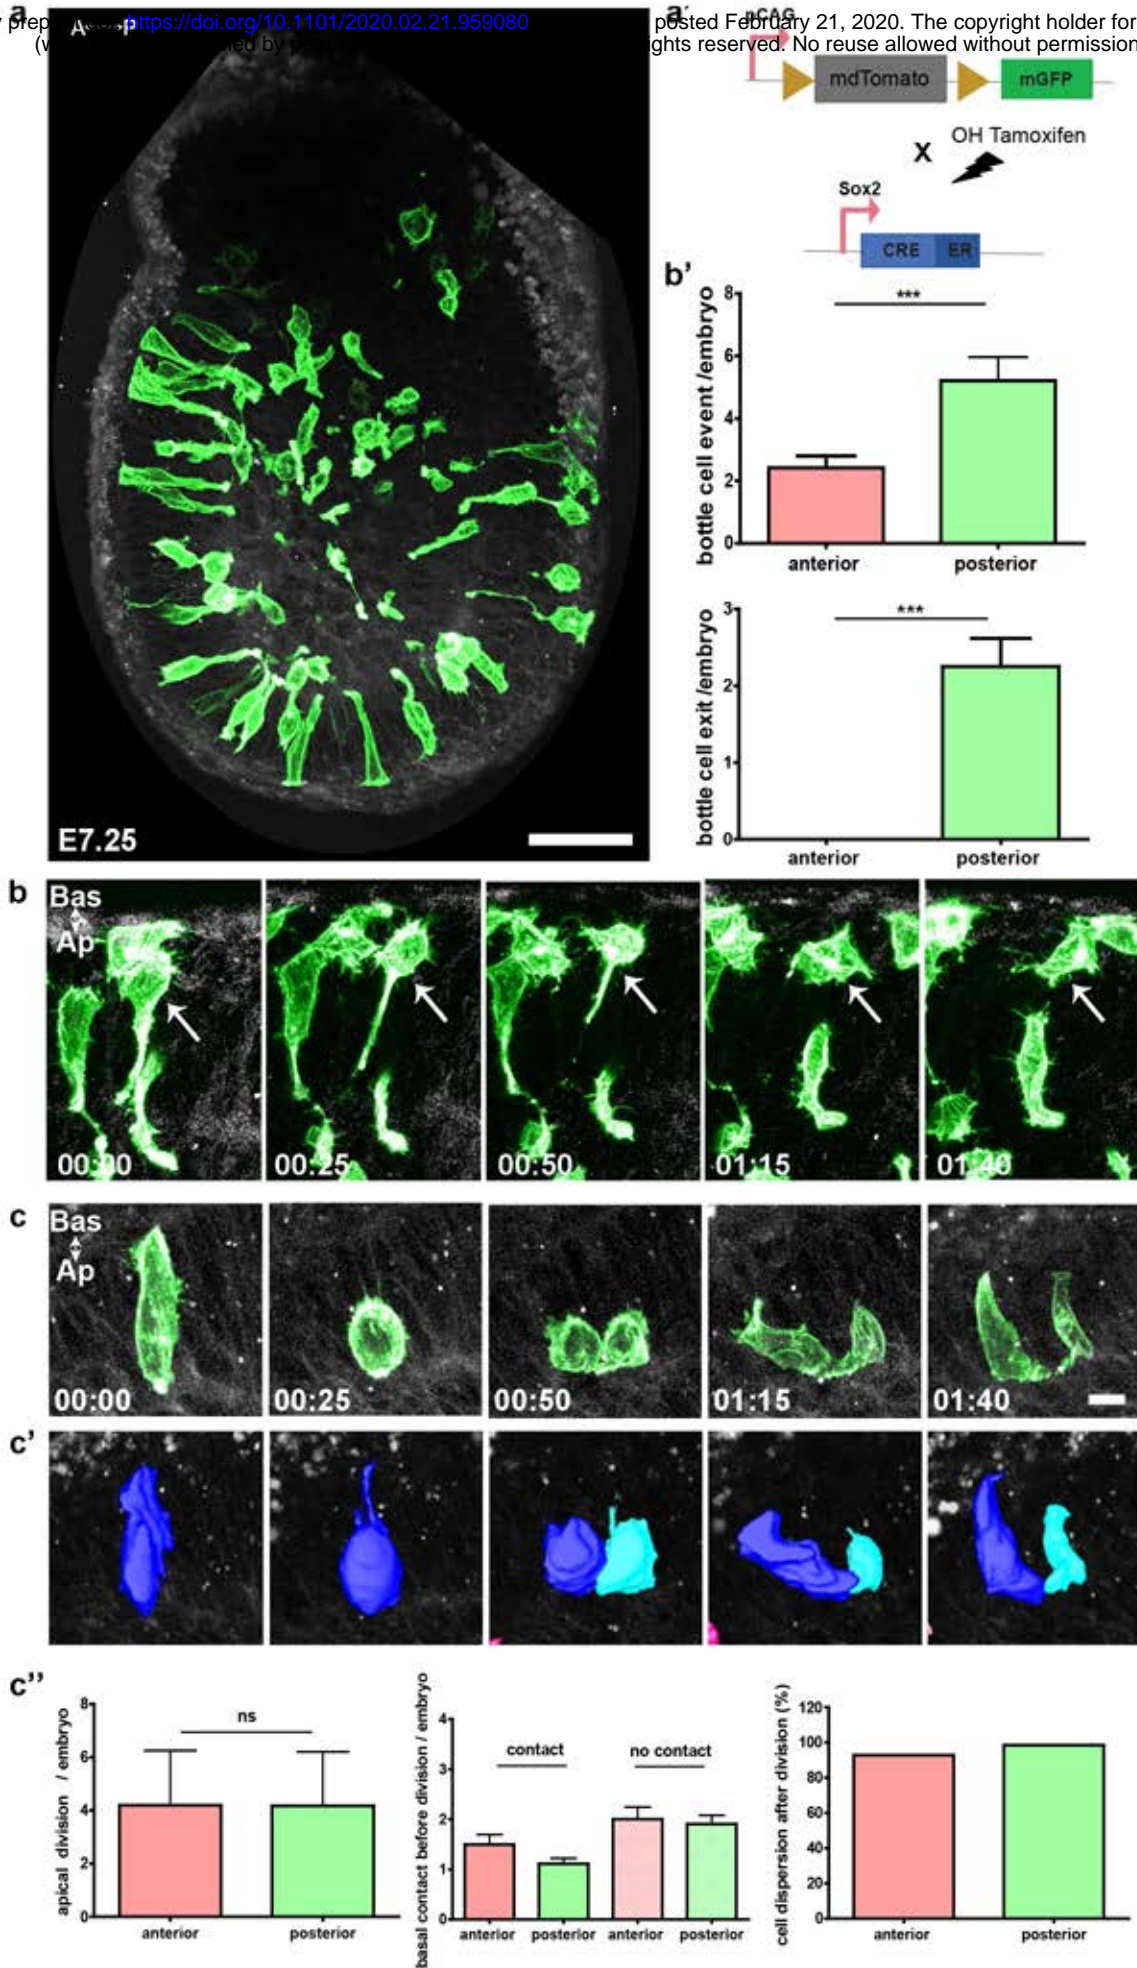 a
https://doi.org/10.1101/2020.02.21.959080
posted February 21, 2020. The copyright holder for
ights reserved. No reuse allowed without permission
E7.25
a'
pCAG
mdTomato
mGFP
X
OH Tamoxifen
Sox2
CRE
ER
b'
bottle cell event /embryo
8
6
4
2
0
***
anterior
posterior
bottle cell exit /embryo
3
2
1
0
***
anterior
posterior
b
Bas
Ap
00:00
00:25
00:50
01:15
01:40
c
Bas
Ap
00:00
00:25
00:50
01:15
01:40
c'
c''
apical division / embryo
8
6
4
2
0
ns
anterior
posterior
basal contact before division / embryo
4
3
2
1
0
contact
no contact
anterior
posterior
anterior
posterior
cell dispersion after division (%)
120
100
80
60
40
20
0
anterior
posterior